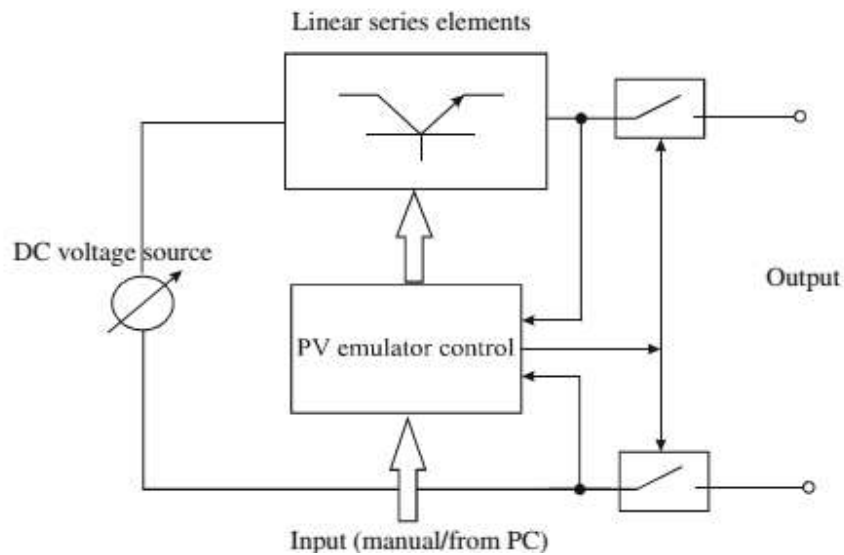 Linear series elements
DC voltage source
Output
PV emulator control
Input (manual/from PC)